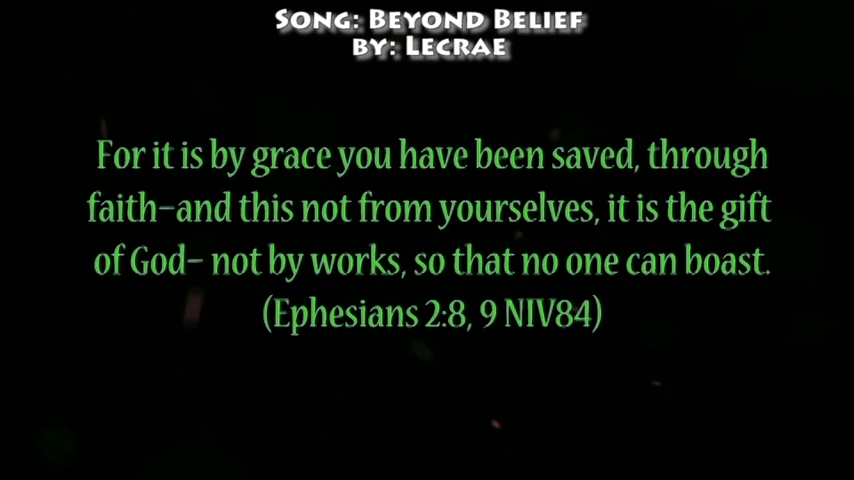 Song: Beyond Belief
by: Lecrae
For it is by grace you have been saved, through
faith–and this not from yourselves, it is the gift
of God– not by works, so that no one can boast.
(Ephesians 2:8, 9 NIV84)